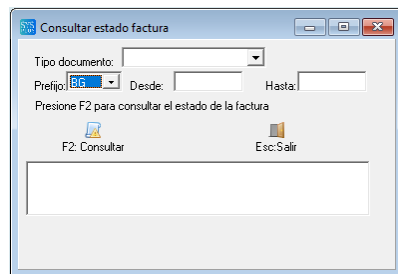 Consultar estado factura
Tipo documento:
Prefijo: BG Desde: Hasta:
Presione F2 para consultar el estado de la factura
F2: Consultar Esc:Salir